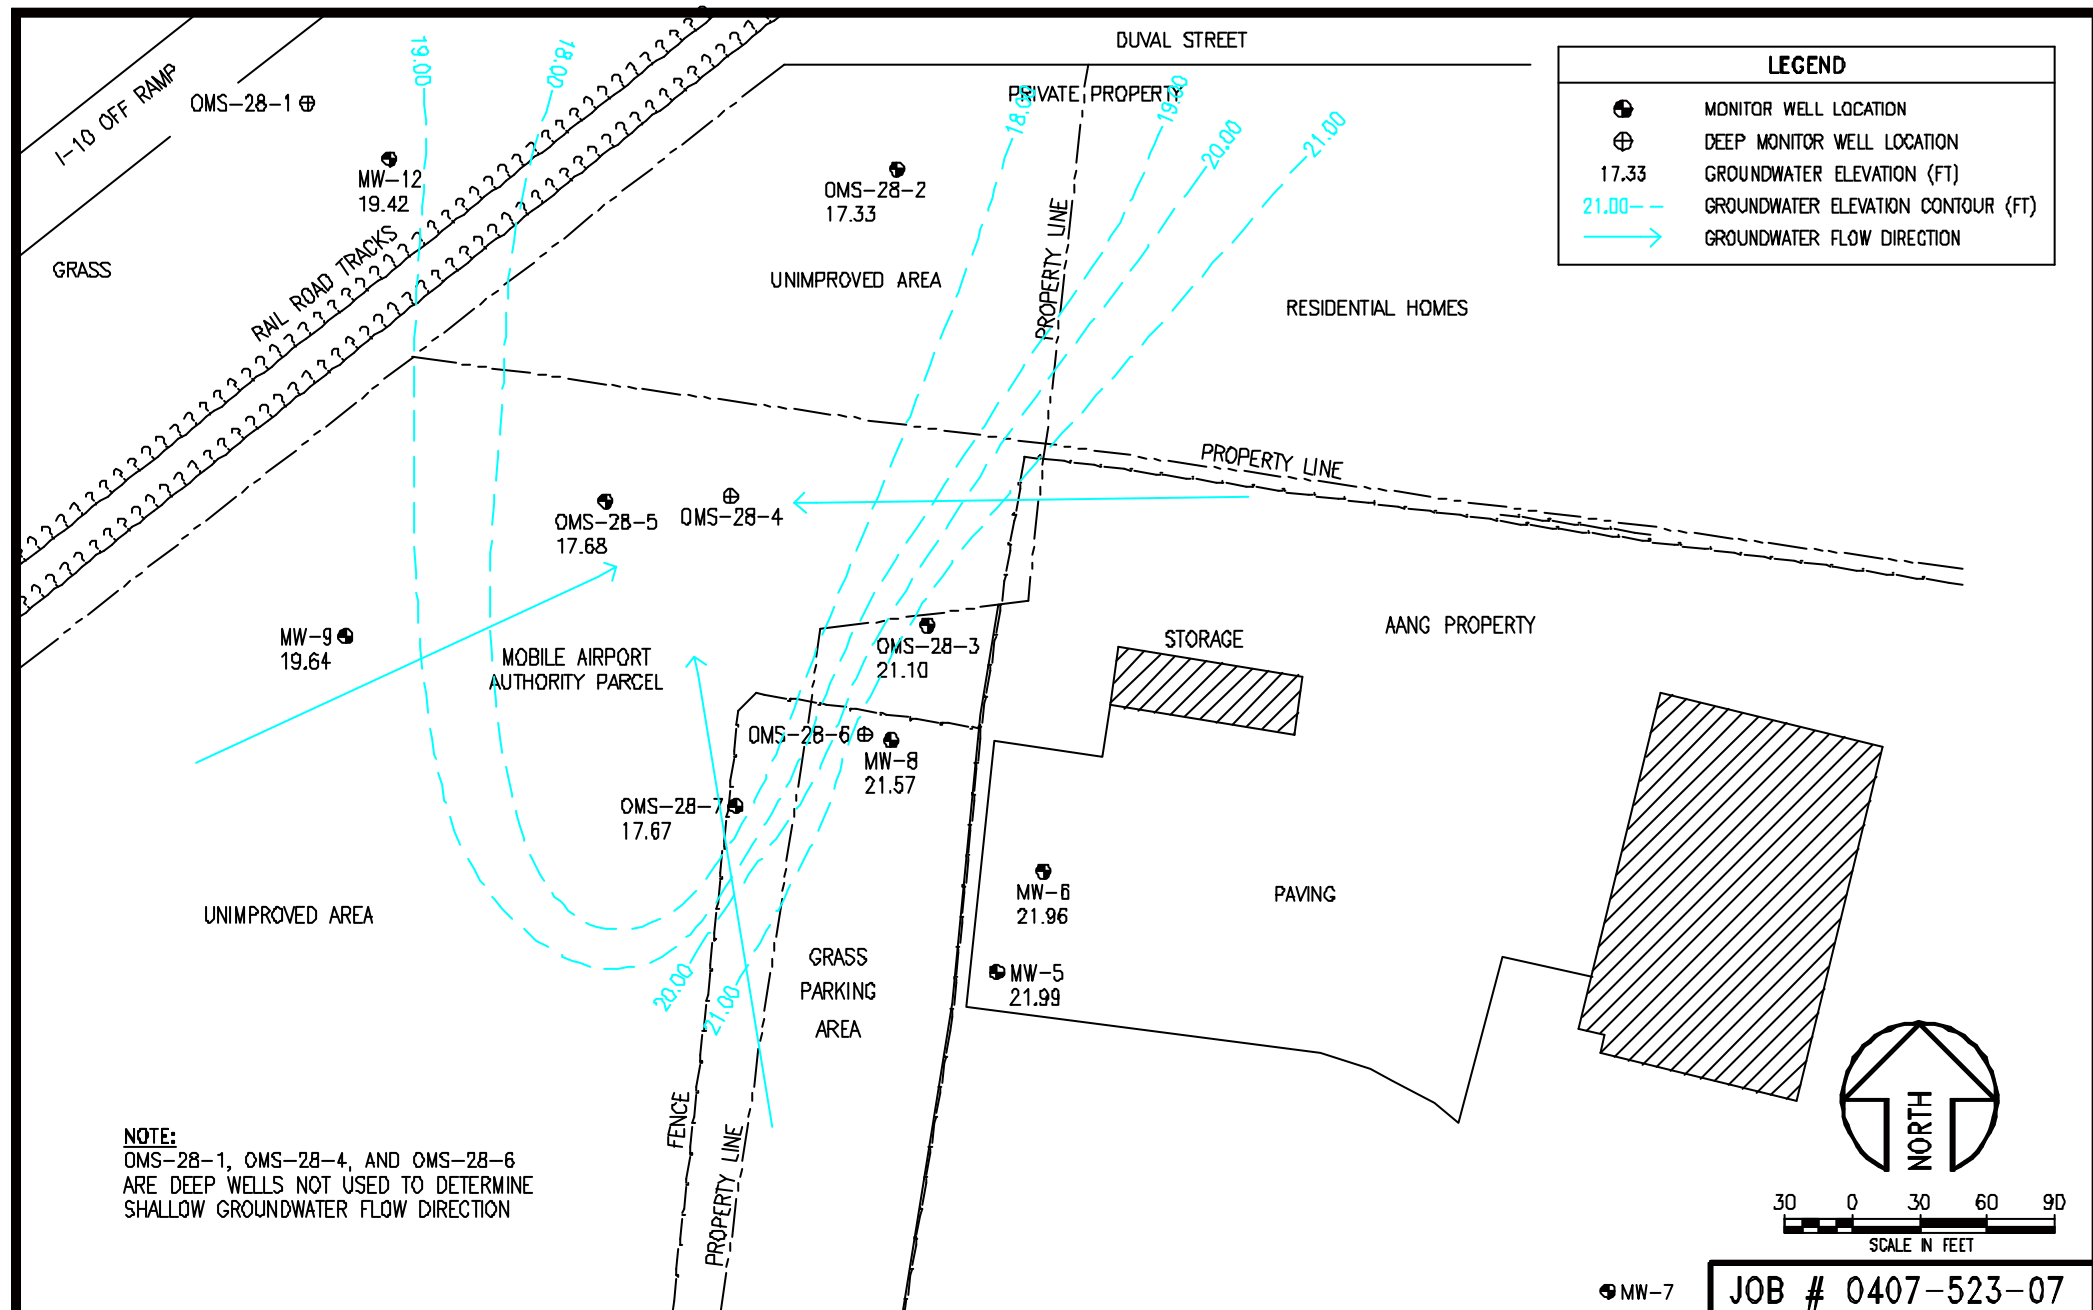 DUVAL STREET
19.00
18.00
I-10 OFF RAMP
OMS-28-1
PRIVATE PROPERTY
18.00
19.00
20.00
21.00
LEGEND
MONITOR WELL LOCATION
DEEP MONITOR WELL LOCATION
17.33 GROUNDWATER ELEVATION (FT)
21.00 GROUNDWATER ELEVATION CONTOUR (FT)
GROUNDWATER FLOW DIRECTION
MW-12
19.42
OMS-28-2
17.33
GRASS
RAIL ROAD TRACKS
UNIMPROVED AREA
PROPERTY LINE
RESIDENTIAL HOMES
PROPERTY LINE
OMS-28-5
17.68
OMS-28-4
MW-9
19.64
MOBILE AIRPORT
AUTHORITY PARCEL
OMS-28-3
21.10
STORAGE
AANG PROPERTY
OMS-28-6
MW-8
21.57
OMS-28-7
17.67
MW-6
21.96
PAVING
UNIMPROVED AREA
GRASS
PARKING
AREA
MW-5
21.99
20.00
21.00
FENCE
PROPERTY LINE
NOTE:
OMS-28-1, OMS-28-4, AND OMS-28-6
ARE DEEP WELLS NOT USED TO DETERMINE
SHALLOW GROUNDWATER FLOW DIRECTION
NORTH
30 0 30 60 90
SCALE IN FEET
MW-7
JOB # 0407-523-07